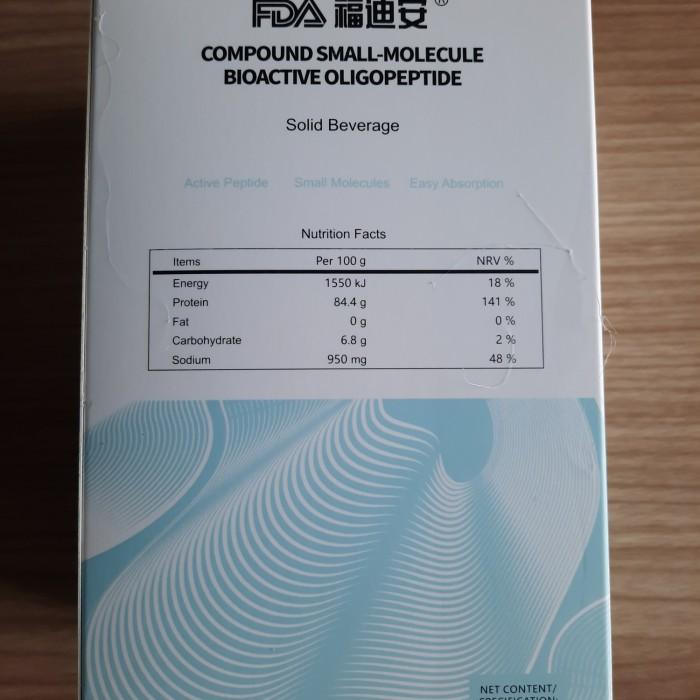 FDA 福迪安®
COMPOUND SMALL-MOLECULE
BIOACTIVE OLIGOPEPTIDE
Solid Beverage
Active Peptide Small Molecules Easy Absorption
Nutrition Facts
Items Per 100 g NRV %
Energy 1550 kJ 18 %
Protein 84.4 g 141 %
Fat 0 g 0 %
Carbohydrate 6.8 g 2 %
Sodium 950 mg 48 %
NET CONTENT/
SPECIFICATION: